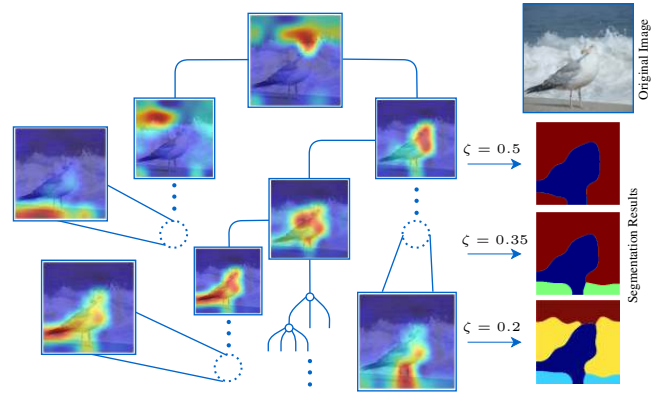 Original Image
ζ = 0.5
ζ = 0.35
ζ = 0.2
Segmentation Results